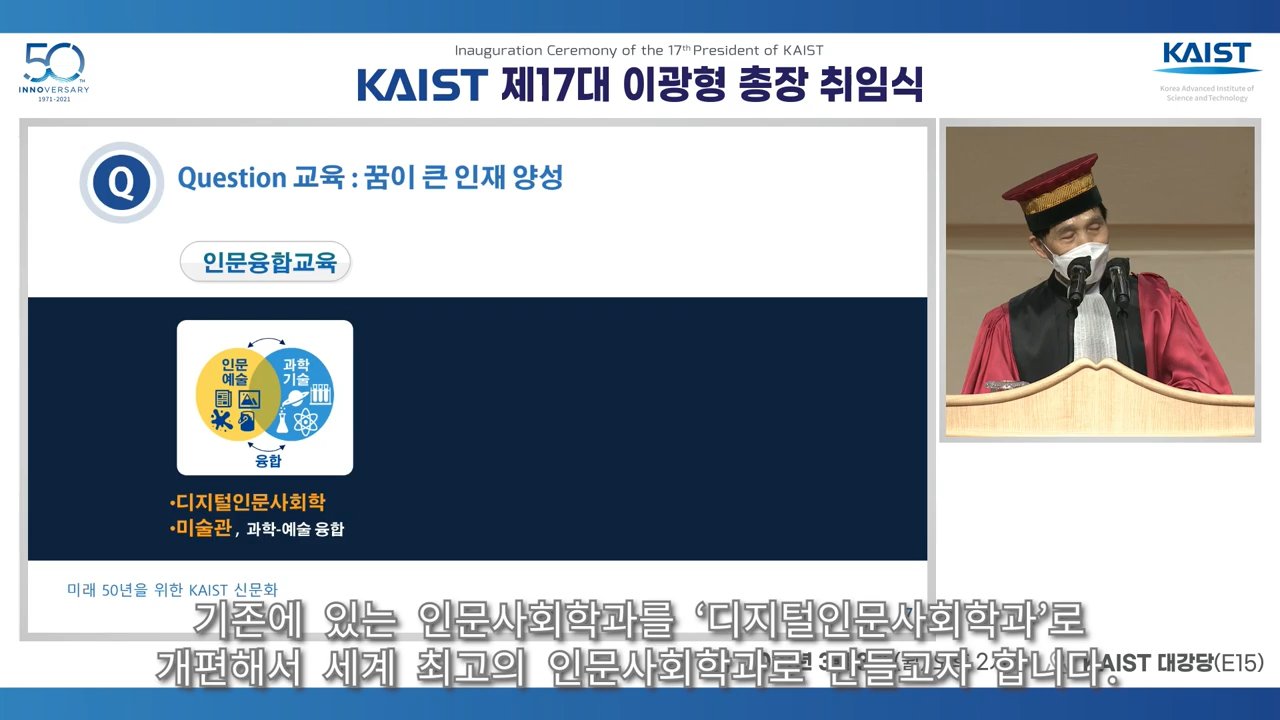 50TH
INNOVERSARY
1971-2021
Inauguration Ceremony of the 17th President of KAIST
KAIST 제17대 이광형 총장 취임식
KAIST
Korea Advanced Institute of
Science and Technology
Q
Question 교육 : 꿈이 큰 인재 양성
인문융합교육
인문
예술
과학
기술
융합
•디지털인문사회학
•미술관, 과학-예술 융합
미래 50년을 위한 KAIST 신문화
7
기존에 있는 인문사회학과를 ‘디지털인문사회학과’로
개편해서 세계 최고의 인문사회학과로 만들고자 합니다.
KAIST 대강당(E15)